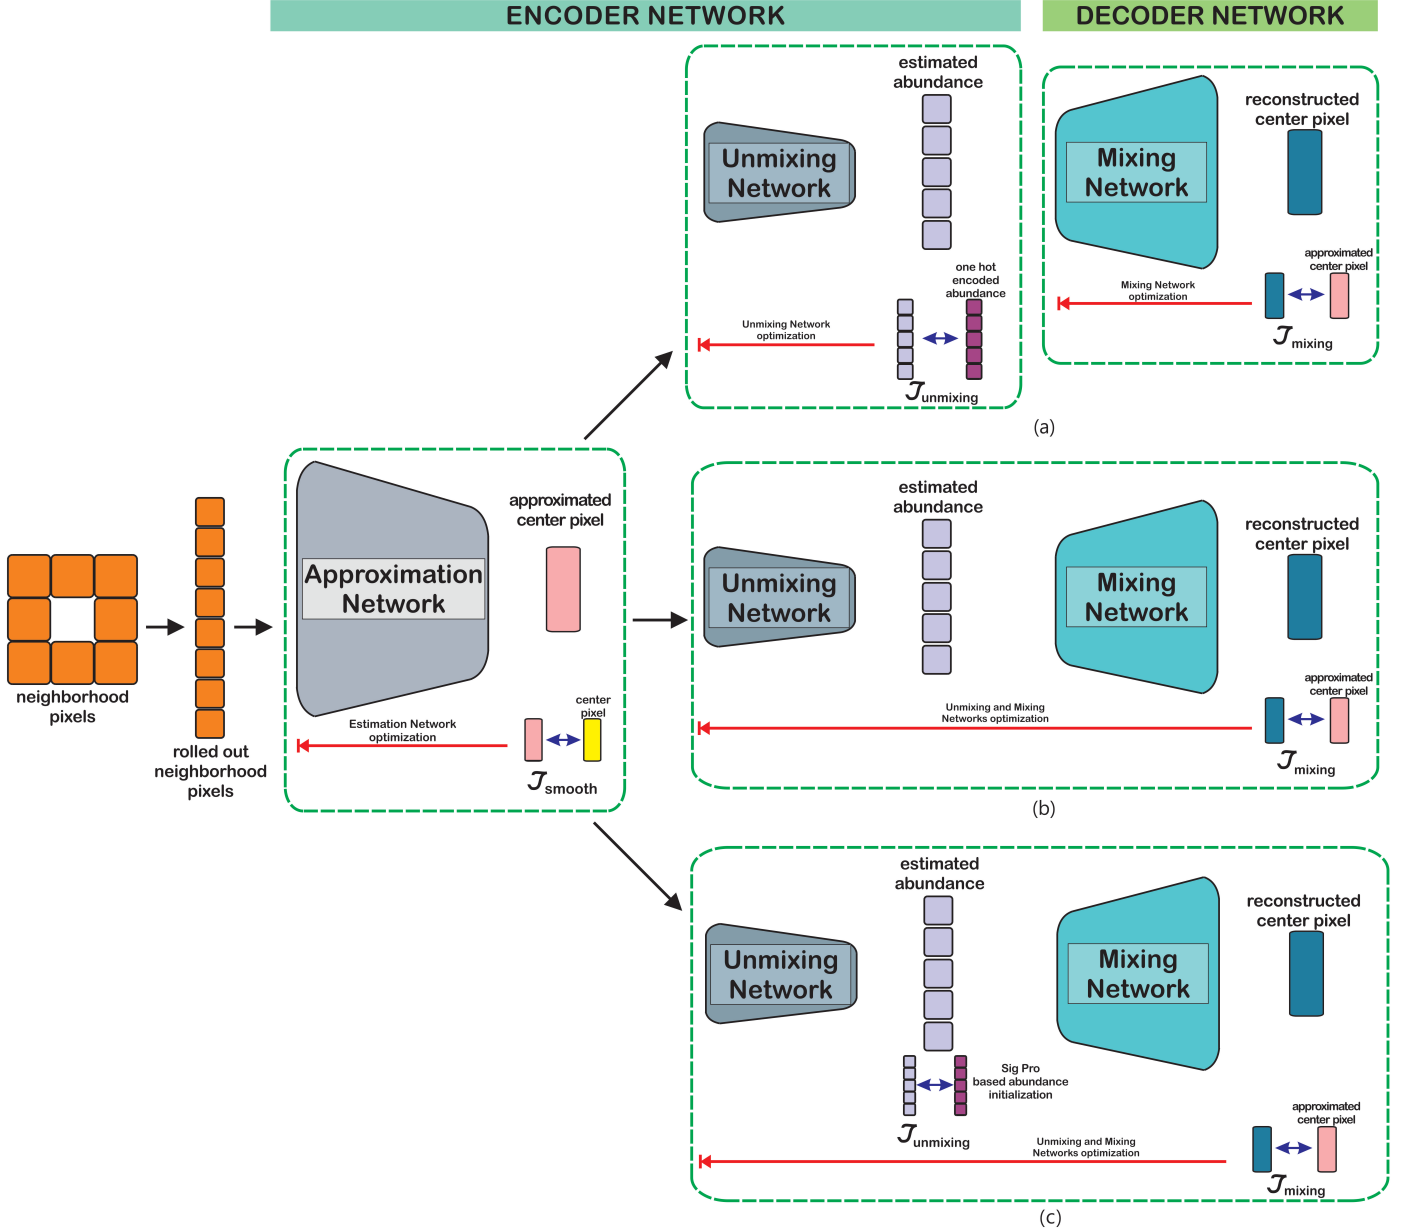 ENCODER NETWORK
DECODER NETWORK
estimated
abundance
Unmixing
Network
one hot
encoded
abundance
Unmixing Network
optimization
𝒥unmixing
Mixing
Network
reconstructed
center pixel
approximated
center pixel
Mixing Network
optimization
𝒥mixing
(a)
neighborhood
pixels
rolled out
neighborhood
pixels
Approximation
Network
approximated
center pixel
center
pixel
Estimation Network
optimization
𝒥smooth
estimated
abundance
Unmixing
Network
Mixing
Network
reconstructed
center pixel
approximated
center pixel
Unmixing and Mixing
Networks optimization
𝒥mixing
(b)
estimated
abundance
Unmixing
Network
Mixing
Network
reconstructed
center pixel
Sig Pro
based abundance
initialization
𝒥unmixing
approximated
center pixel
Unmixing and Mixing
Networks optimization
𝒥mixing
(c)